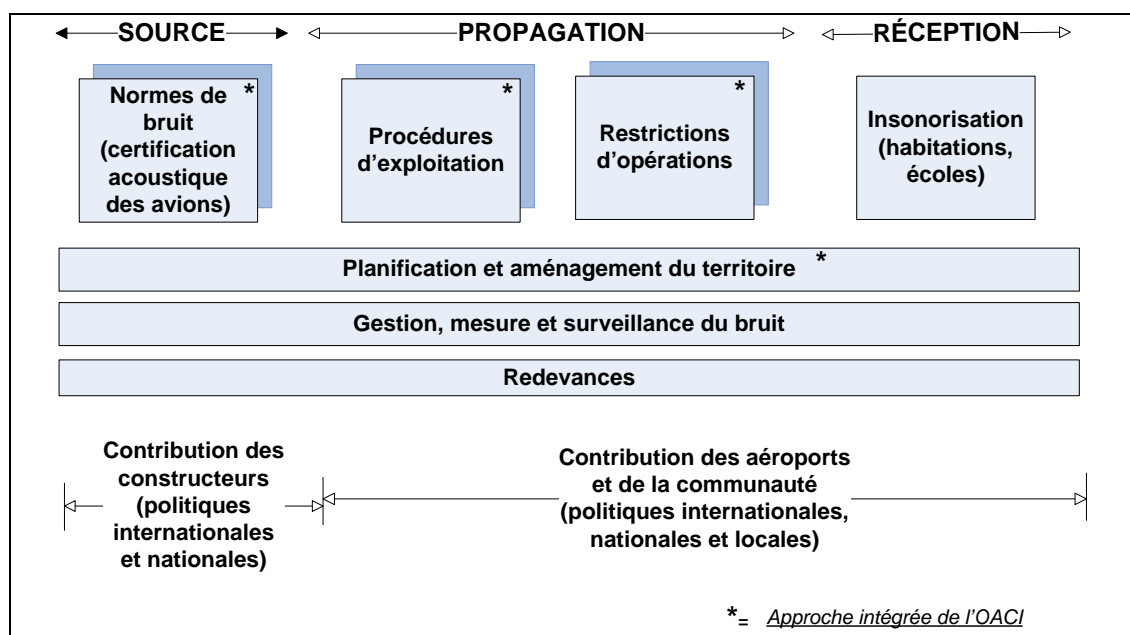 SOURCE
PROPAGATION
RÉCEPTION
Normes de *
bruit
(certification
acoustique
des avions)
*
Procédures
d’exploitation
*
Restrictions
d’opérations
Insonorisation
(habitations,
écoles)
Planification et aménagement du territoire *
Gestion, mesure et surveillance du bruit
Redevances
Contribution des
constructeurs
(politiques
internationales
et nationales)
Contribution des aéroports
et de la communauté
(politiques internationales,
nationales et locales)
*= Approche intégrée de l’OACI